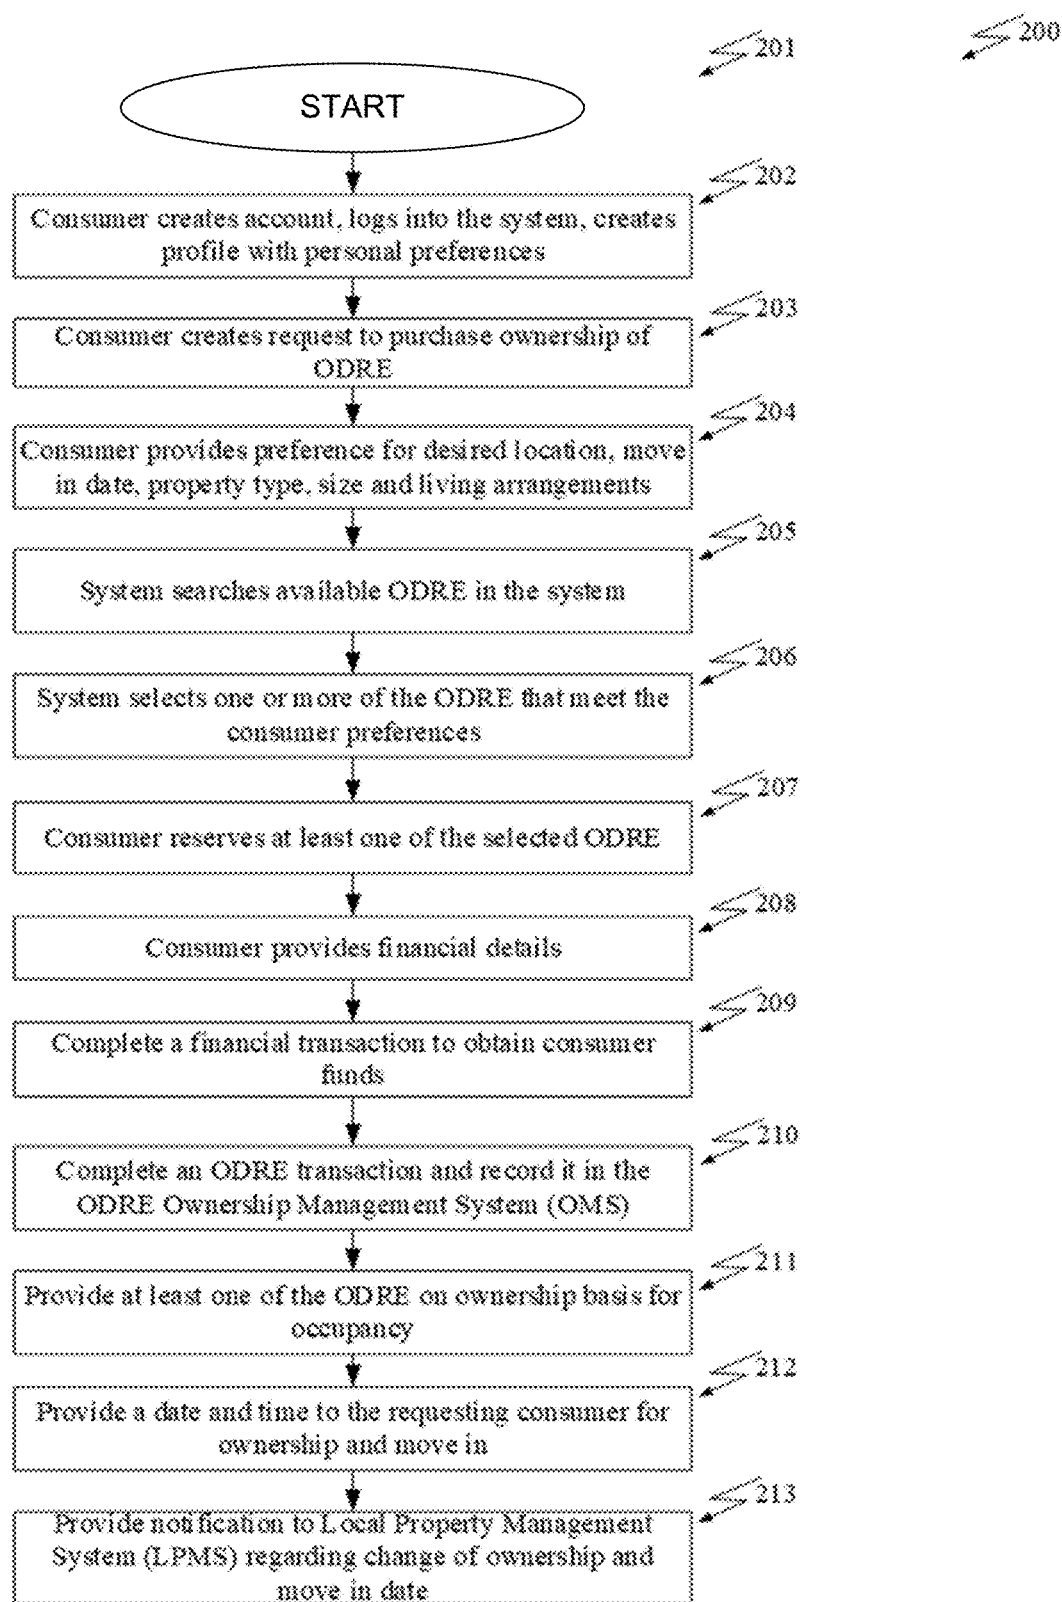 200
201
START
202
Consumer creates account, logs into the system, creates
profile with personal preferences
203
Consumer creates request to purchase ownership of
ODRE
204
Consumer provides preference for desired location, move
in date, property type, size and living arrangements
205
System searches available ODRE in the system
206
System selects one or more of the ODRE that meet the
consumer preferences
207
Consumer reserves at least one of the selected ODRE
208
Consumer provides financial details
209
Complete a financial transaction to obtain consumer
funds
210
Complete an ODRE transaction and record it in the
ODRE Ownership Management System (OMS)
211
Provide at least one of the ODRE on ownership basis for
occupancy
212
Provide a date and time to the requesting consumer for
ownership and move in
213
Provide notification to Local Property Management
System (LPMS) regarding change of ownership and
move in date